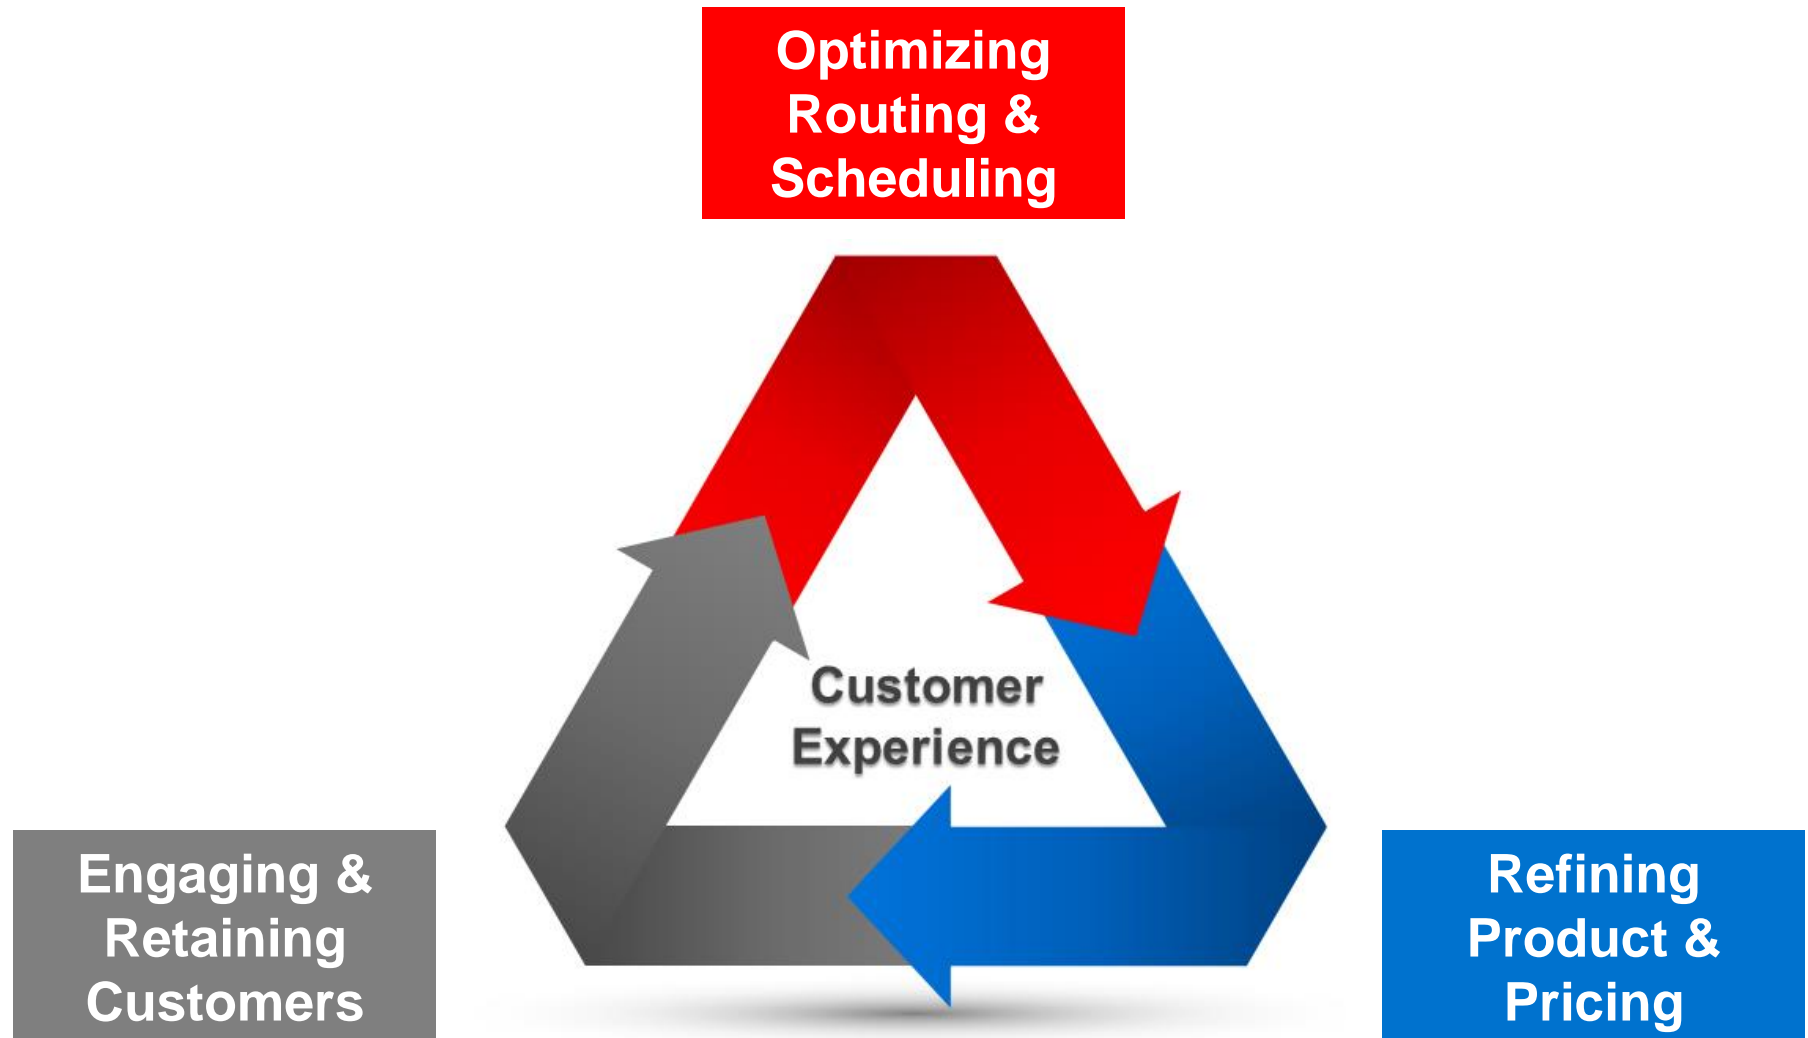 Optimizing
Routing &
Scheduling
Customer
Experience
Engaging &
Retaining
Customers
Refining
Product &
Pricing